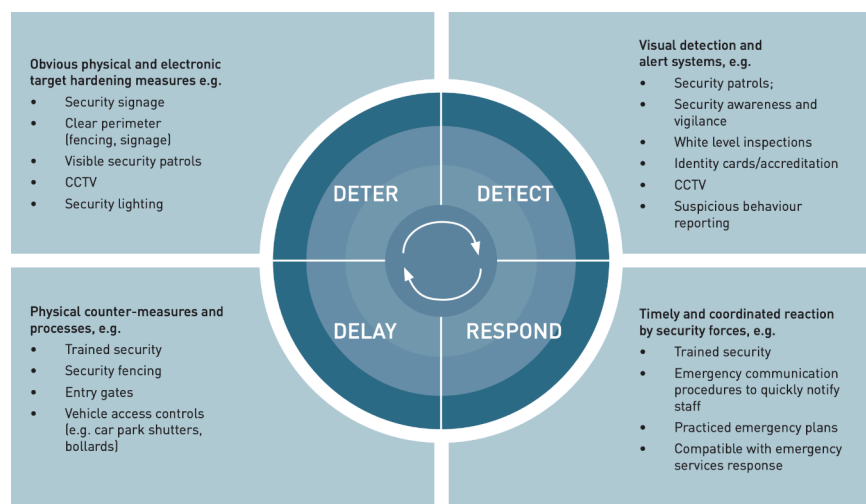 Obvious physical and electronic
target hardening measures e.g.
• Security signage
• Clear perimeter
(fencing, signage)
• Visible security patrols
• CCTV
• Security lighting
Visual detection and
alert systems, e.g.
• Security patrols;
• Security awareness and
vigilance
• White level inspections
• Identity cards/accreditation
• CCTV
• Suspicious behaviour
reporting
DETER
DETECT
DELAY
RESPOND
Physical counter-measures and
processes, e.g.
• Trained security
• Security fencing
• Entry gates
• Vehicle access controls
(e.g. car park shutters,
bollards)
Timely and coordinated reaction
by security forces, e.g.
• Trained security
• Emergency communication
procedures to quickly notify
staff
• Practiced emergency plans
• Compatible with emergency
services response